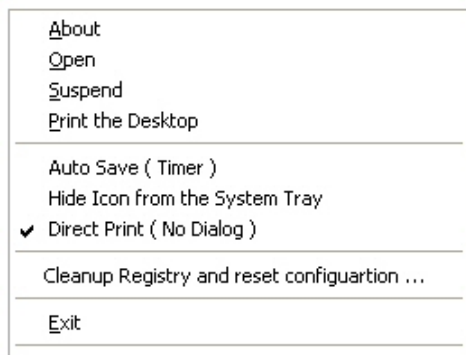 About
Open
Suspend
Print the Desktop
Auto Save ( Timer )
Hide Icon from the System Tray
Direct Print ( No Dialog )
Cleanup Registry and reset configuartion ...
Exit